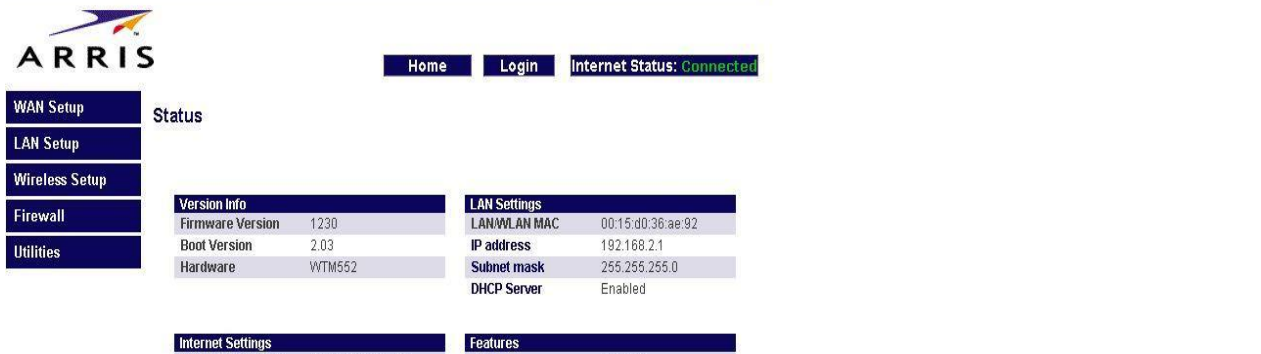 ARRIS
Home Login Internet Status: Connected
WAN Setup
LAN Setup
Wireless Setup
Firewall
Utilities
Status
Version Info
Firmware Version 1230
Boot Version 2.03
Hardware WTM552
LAN Settings
LAN/WLAN MAC 00:15:d0:36:ae:92
IP address 192.168.2.1
Subnet mask 255.255.255.0
DHCP Server Enabled
Internet Settings
Features